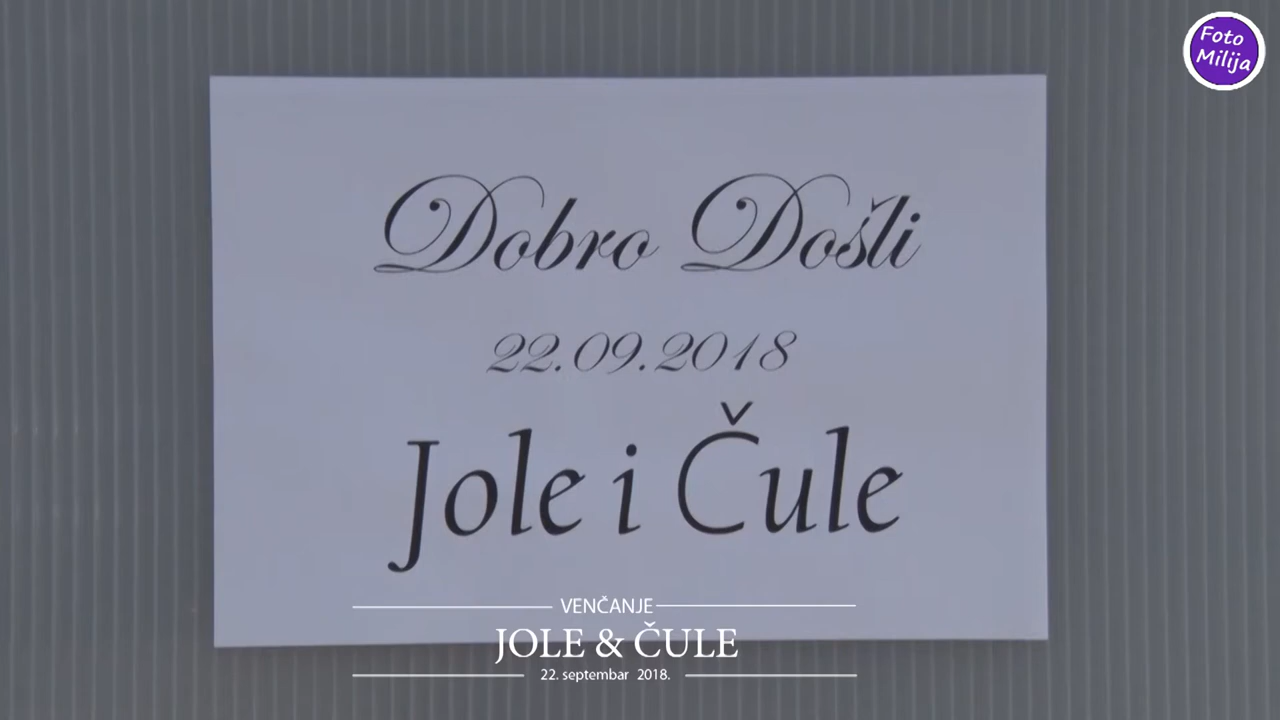 Foto
Milija
Dobro Došli
22.09.2018
Jole i Čule
VENČANJE
JOLE & ČULE
22. septembar 2018.